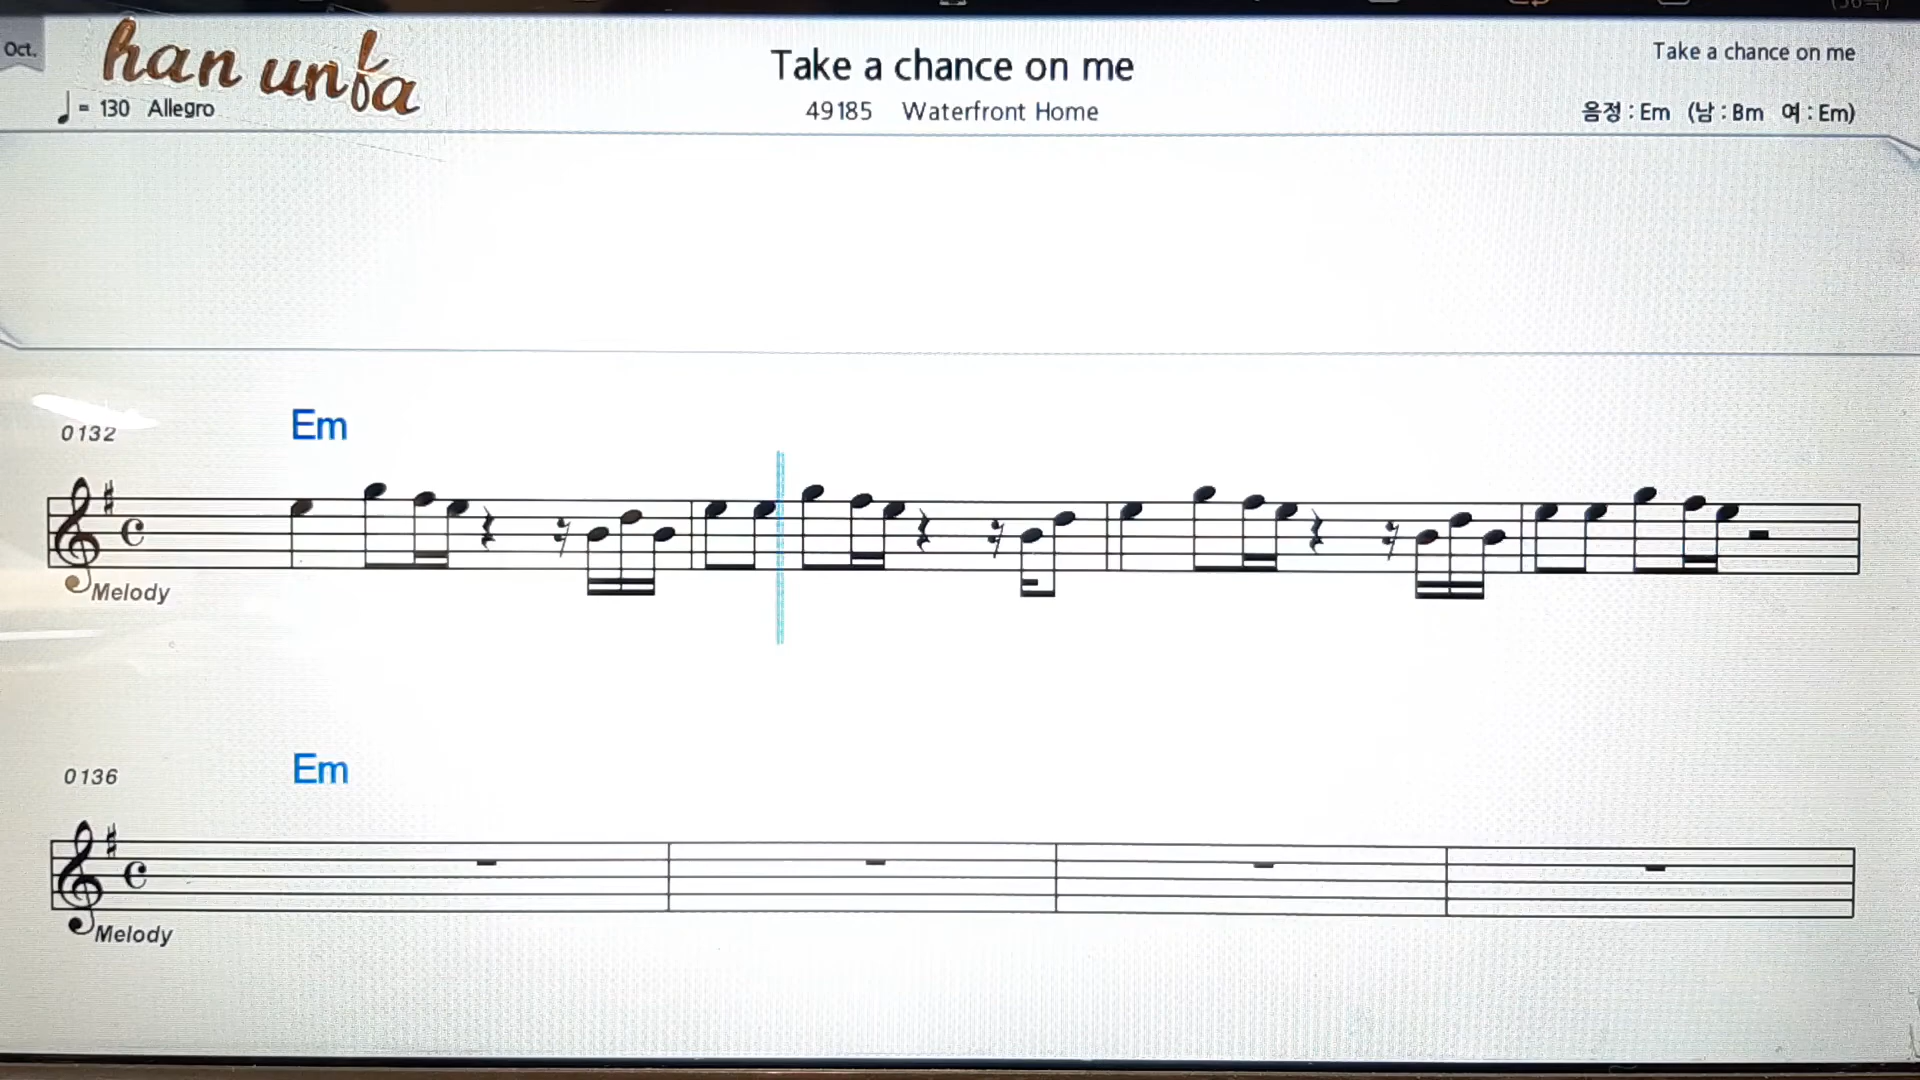 Oct.
han unfa
Take a chance on me
Take a chance on me
♩ = 130 Allegro
49185 Waterfront Home
음정 : Em (남 : Bm 여 : Em)
Em
0132
Melody
Em
0136
Melody